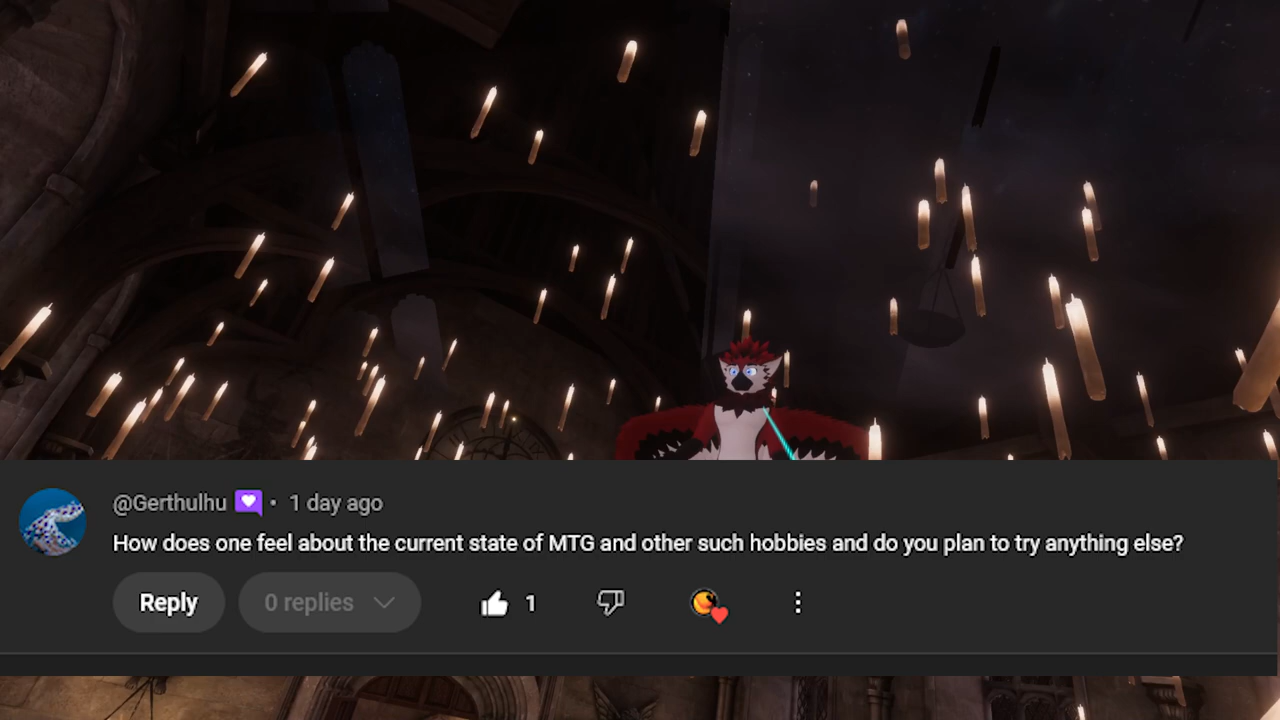 @Gerthulhu • 1 day ago
How does one feel about the current state of MTG and other such hobbies and do you plan to try anything else?
Reply 0 replies 1